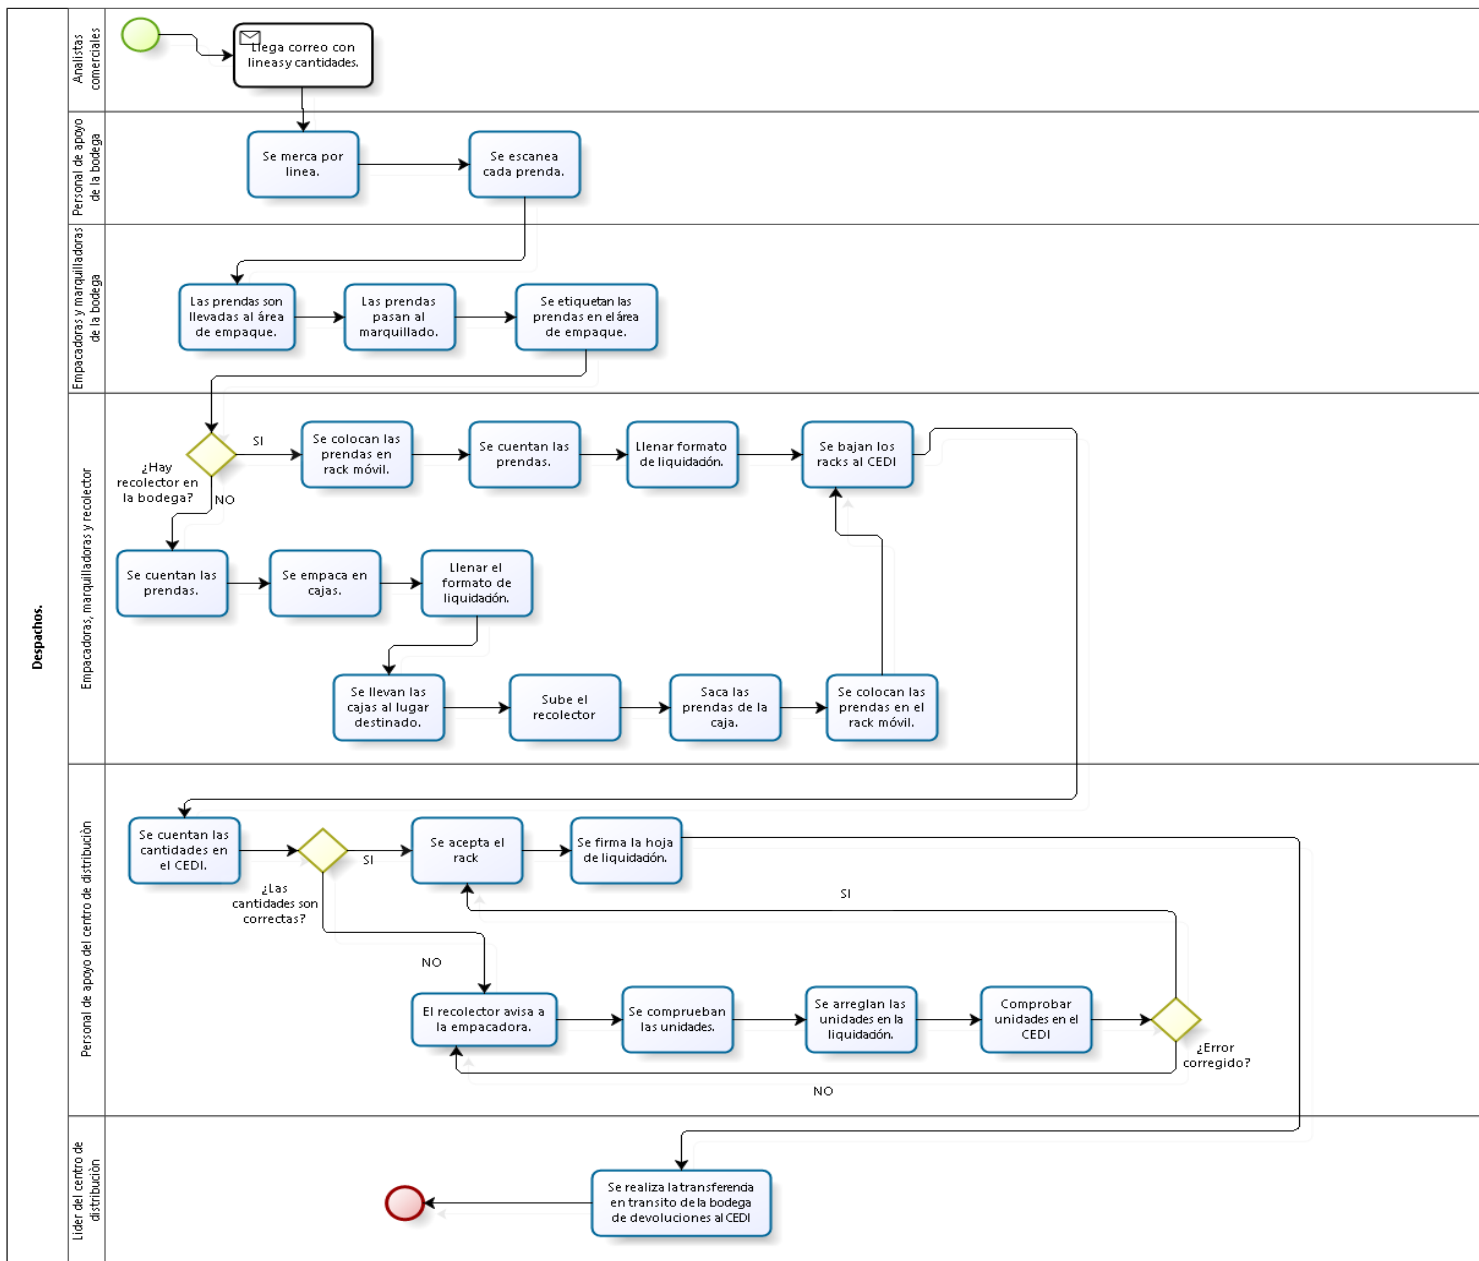 Despachos.
Analistas
comerciales
Llega correo con
lineas y cantidades.
Personal de apoyo
de la bodega
Se merca por
linea.
Se escanea
cada prenda.
Empacadoras y marquilladoras
de la bodega
Las prendas son
llevadas al área
de empaque.
Las prendas
pasan al
marquillado.
Se etiquetan las
prendas en el área
de empaque.
Empacadoras, marquilladoras y recolector
¿Hay
recolector en
la bodega?
SI
Se colocan las
prendas en
rack móvil.
Se cuentan las
prendas.
Llenar formato
de liquidación.
Se bajan los
racks al CEDI
NO
Se cuentan las
prendas.
Se empaca en
cajas.
Llenar el
formato de
liquidación.
Se llevan las
cajas al lugar
destinado.
Sube el
recolector
Saca las
prendas de la
caja.
Se colocan las
prendas en el
rack móvil.
Personal de apoyo del centro de distribuciòn
Se cuentan las
cantidades en
el CEDI.
¿Las
cantidades son
correctas?
SI
Se acepta el
rack
Se firma la hoja
de liquidación.
SI
NO
El recolector avisa a
la empacadora.
Se comprueban
las unidades.
Se arreglan las
unidades en la
liquidación.
Comprobar
unidades en el
CEDI
¿Error
corregido?
NO
Lider del centro de
distribuciòn
Se realiza la transferencia
en transito de la bodega
de devoluciones al CEDI